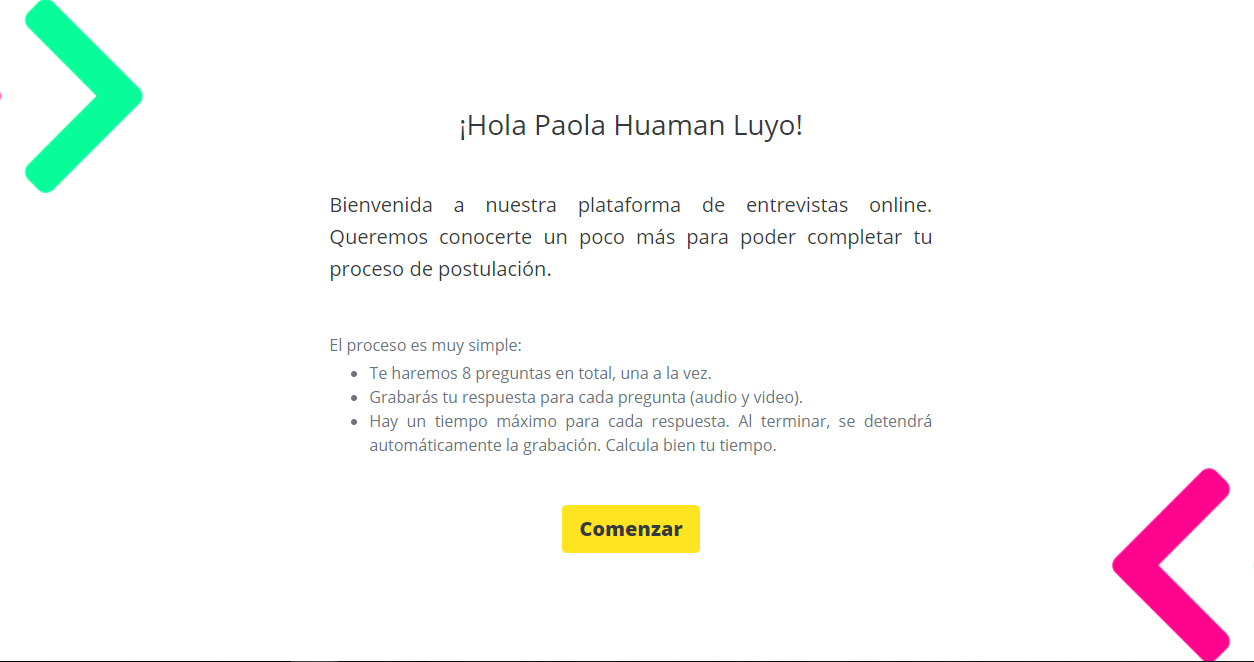 ¡Hola Paola Huaman Luyo!
Bienvenida a nuestra plataforma de entrevistas online.
Queremos conocerte un poco más para poder completar tu
proceso de postulación.
El proceso es muy simple:
• Te haremos 8 preguntas en total, una a la vez.
• Grabarás tu respuesta para cada pregunta (audio y video).
• Hay un tiempo máximo para cada respuesta. Al terminar, se detendrá
automáticamente la grabación. Calcula bien tu tiempo.
Comenzar